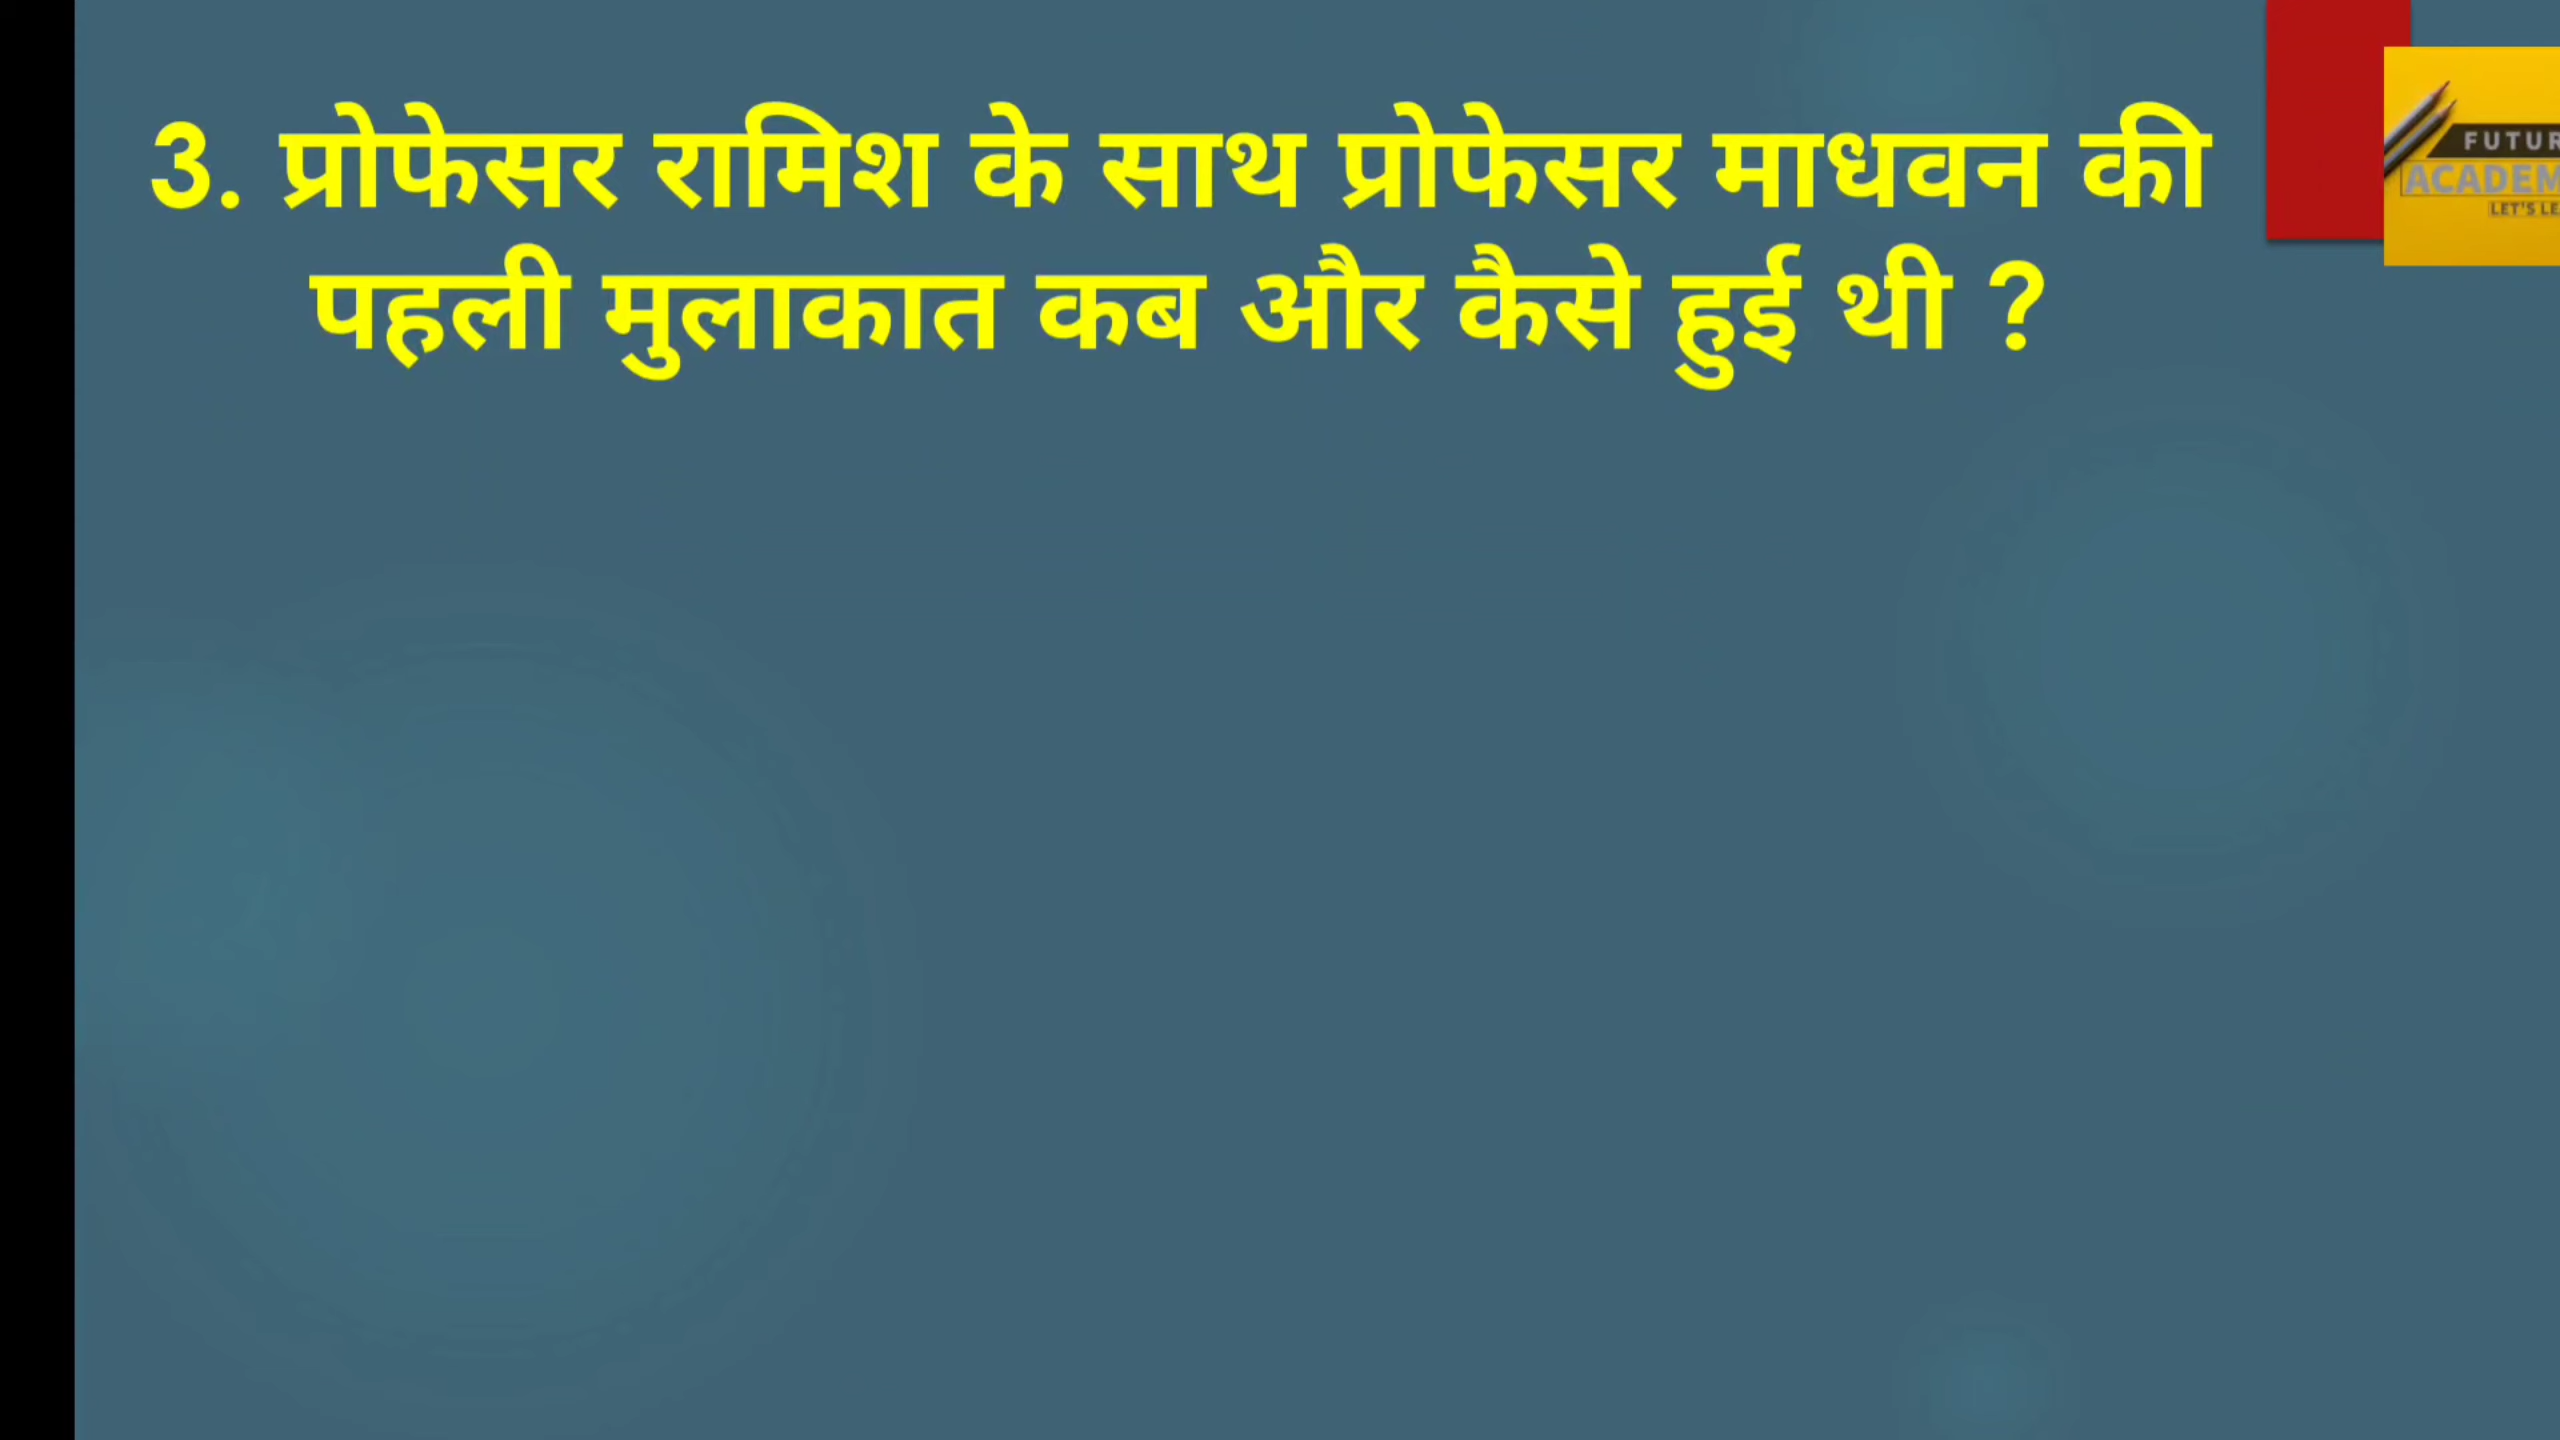 3. प्रोफेसर रामिश के साथ प्रोफेसर माधवन की
पहली मुलाकात कब और कैसे हुई थी ?
FUTUR
ACADEM
LET'S LE